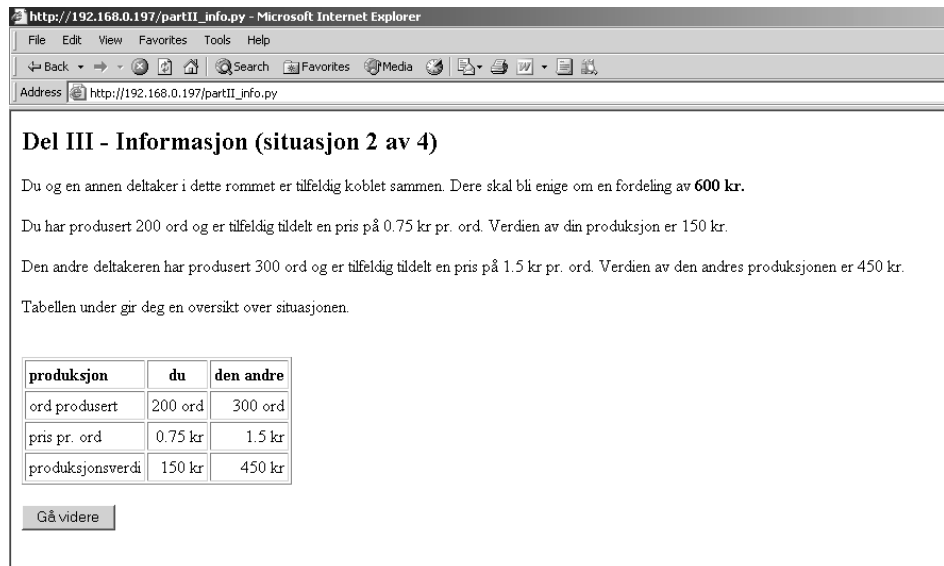 http://192.168.0.197/partII_info.py - Microsoft Internet Explorer
File Edit View Favorites Tools Help
Back Search Favorites Media
Address http://192.168.0.197/partII_info.py
Del III - Informasjon (situasjon 2 av 4)
Du og en annen deltaker i dette rommet er tilfeldig koblet sammen. Dere skal bli enige om en fordeling av 600 kr.
Du har produsert 200 ord og er tilfeldig tildelt en pris på 0.75 kr pr. ord. Verdien av din produksjon er 150 kr.
Den andre deltakeren har produsert 300 ord og er tilfeldig tildelt en pris på 1.5 kr pr. ord. Verdien av den andres produksjonen er 450 kr.
Tabellen under gir deg en oversikt over situasjonen.
produksjon du den andre
ord produsert 200 ord 300 ord
pris pr. ord 0.75 kr 1.5 kr
produksjonsverdi 150 kr 450 kr
Gå videre